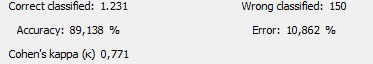 Correct classified: 1.231 Wrong classified: 150
Accuracy: 89,138 % Error: 10,862 %
Cohen's kappa (κ) 0,771